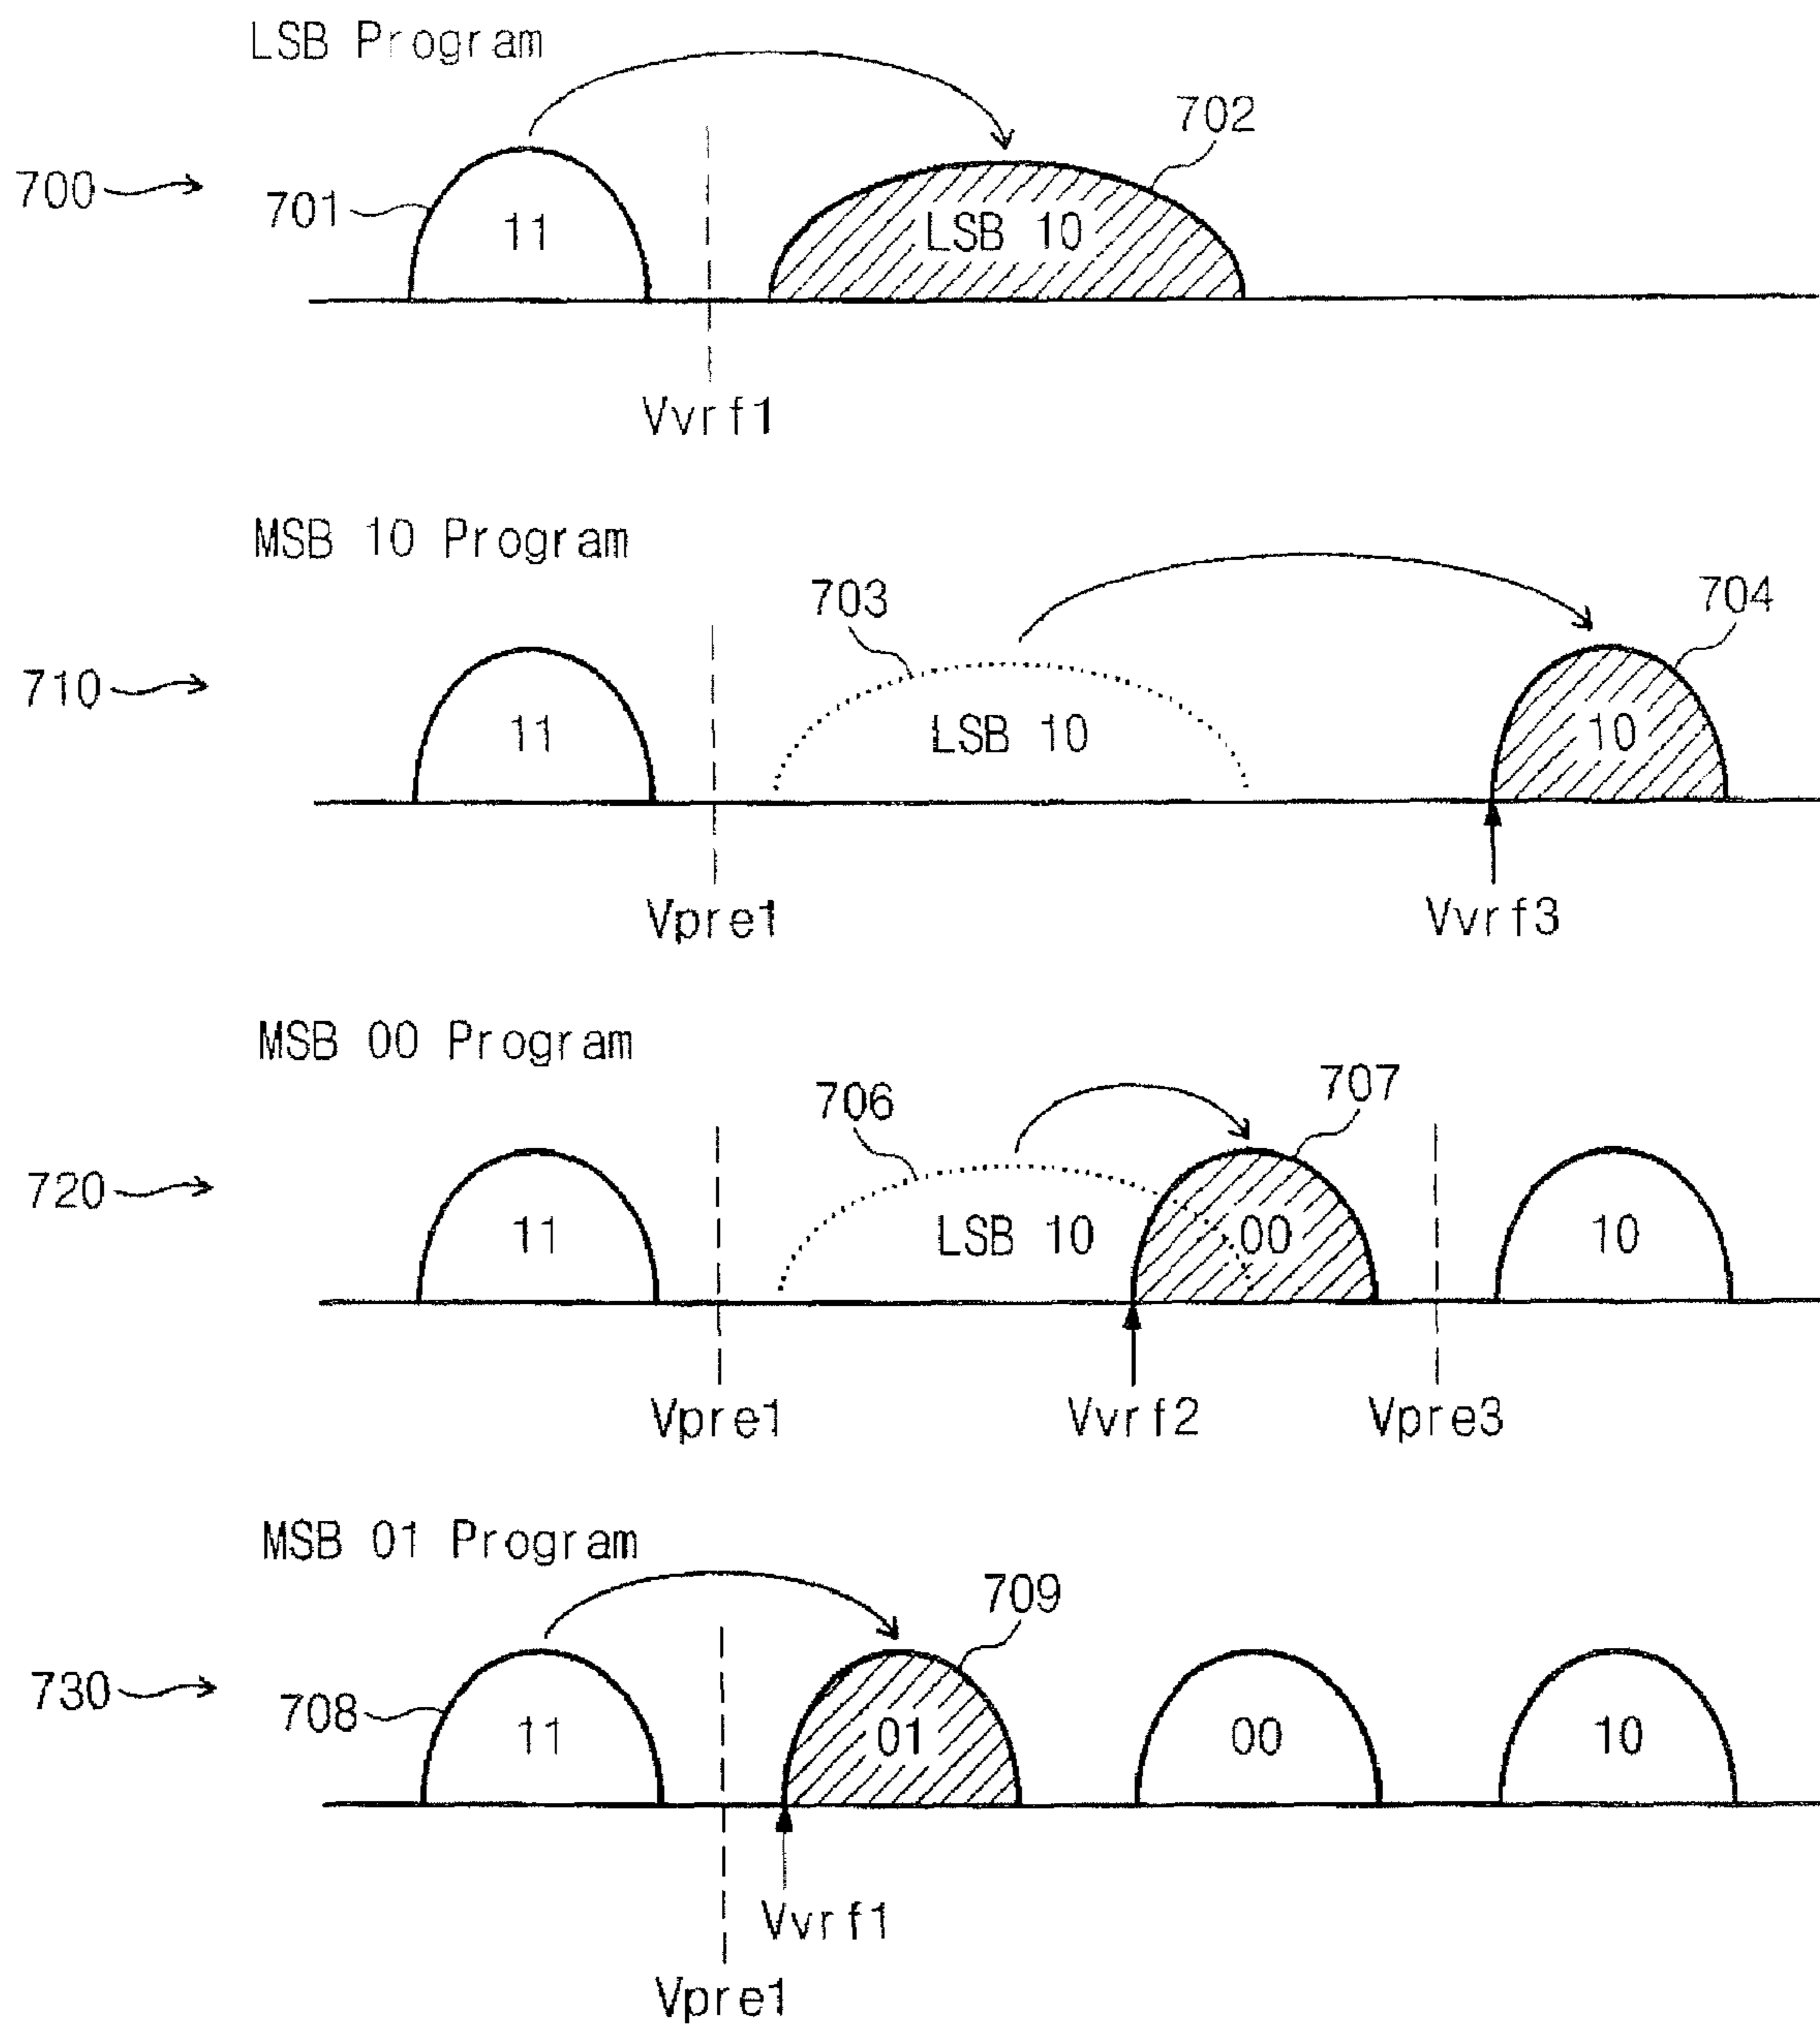 LSB Program
702
700
701
11
LSB 10
Vvrf1
MSB 10 Program
703
704
710
11
LSB 10
10
Vpre1
Vvrf3
MSB 00 Program
706
707
720
11
LSB 10
00
10
Vpre1
Vvrf2
Vpre3
MSB 01 Program
709
730
708
11
01
00
10
Vvrf1
Vpre1